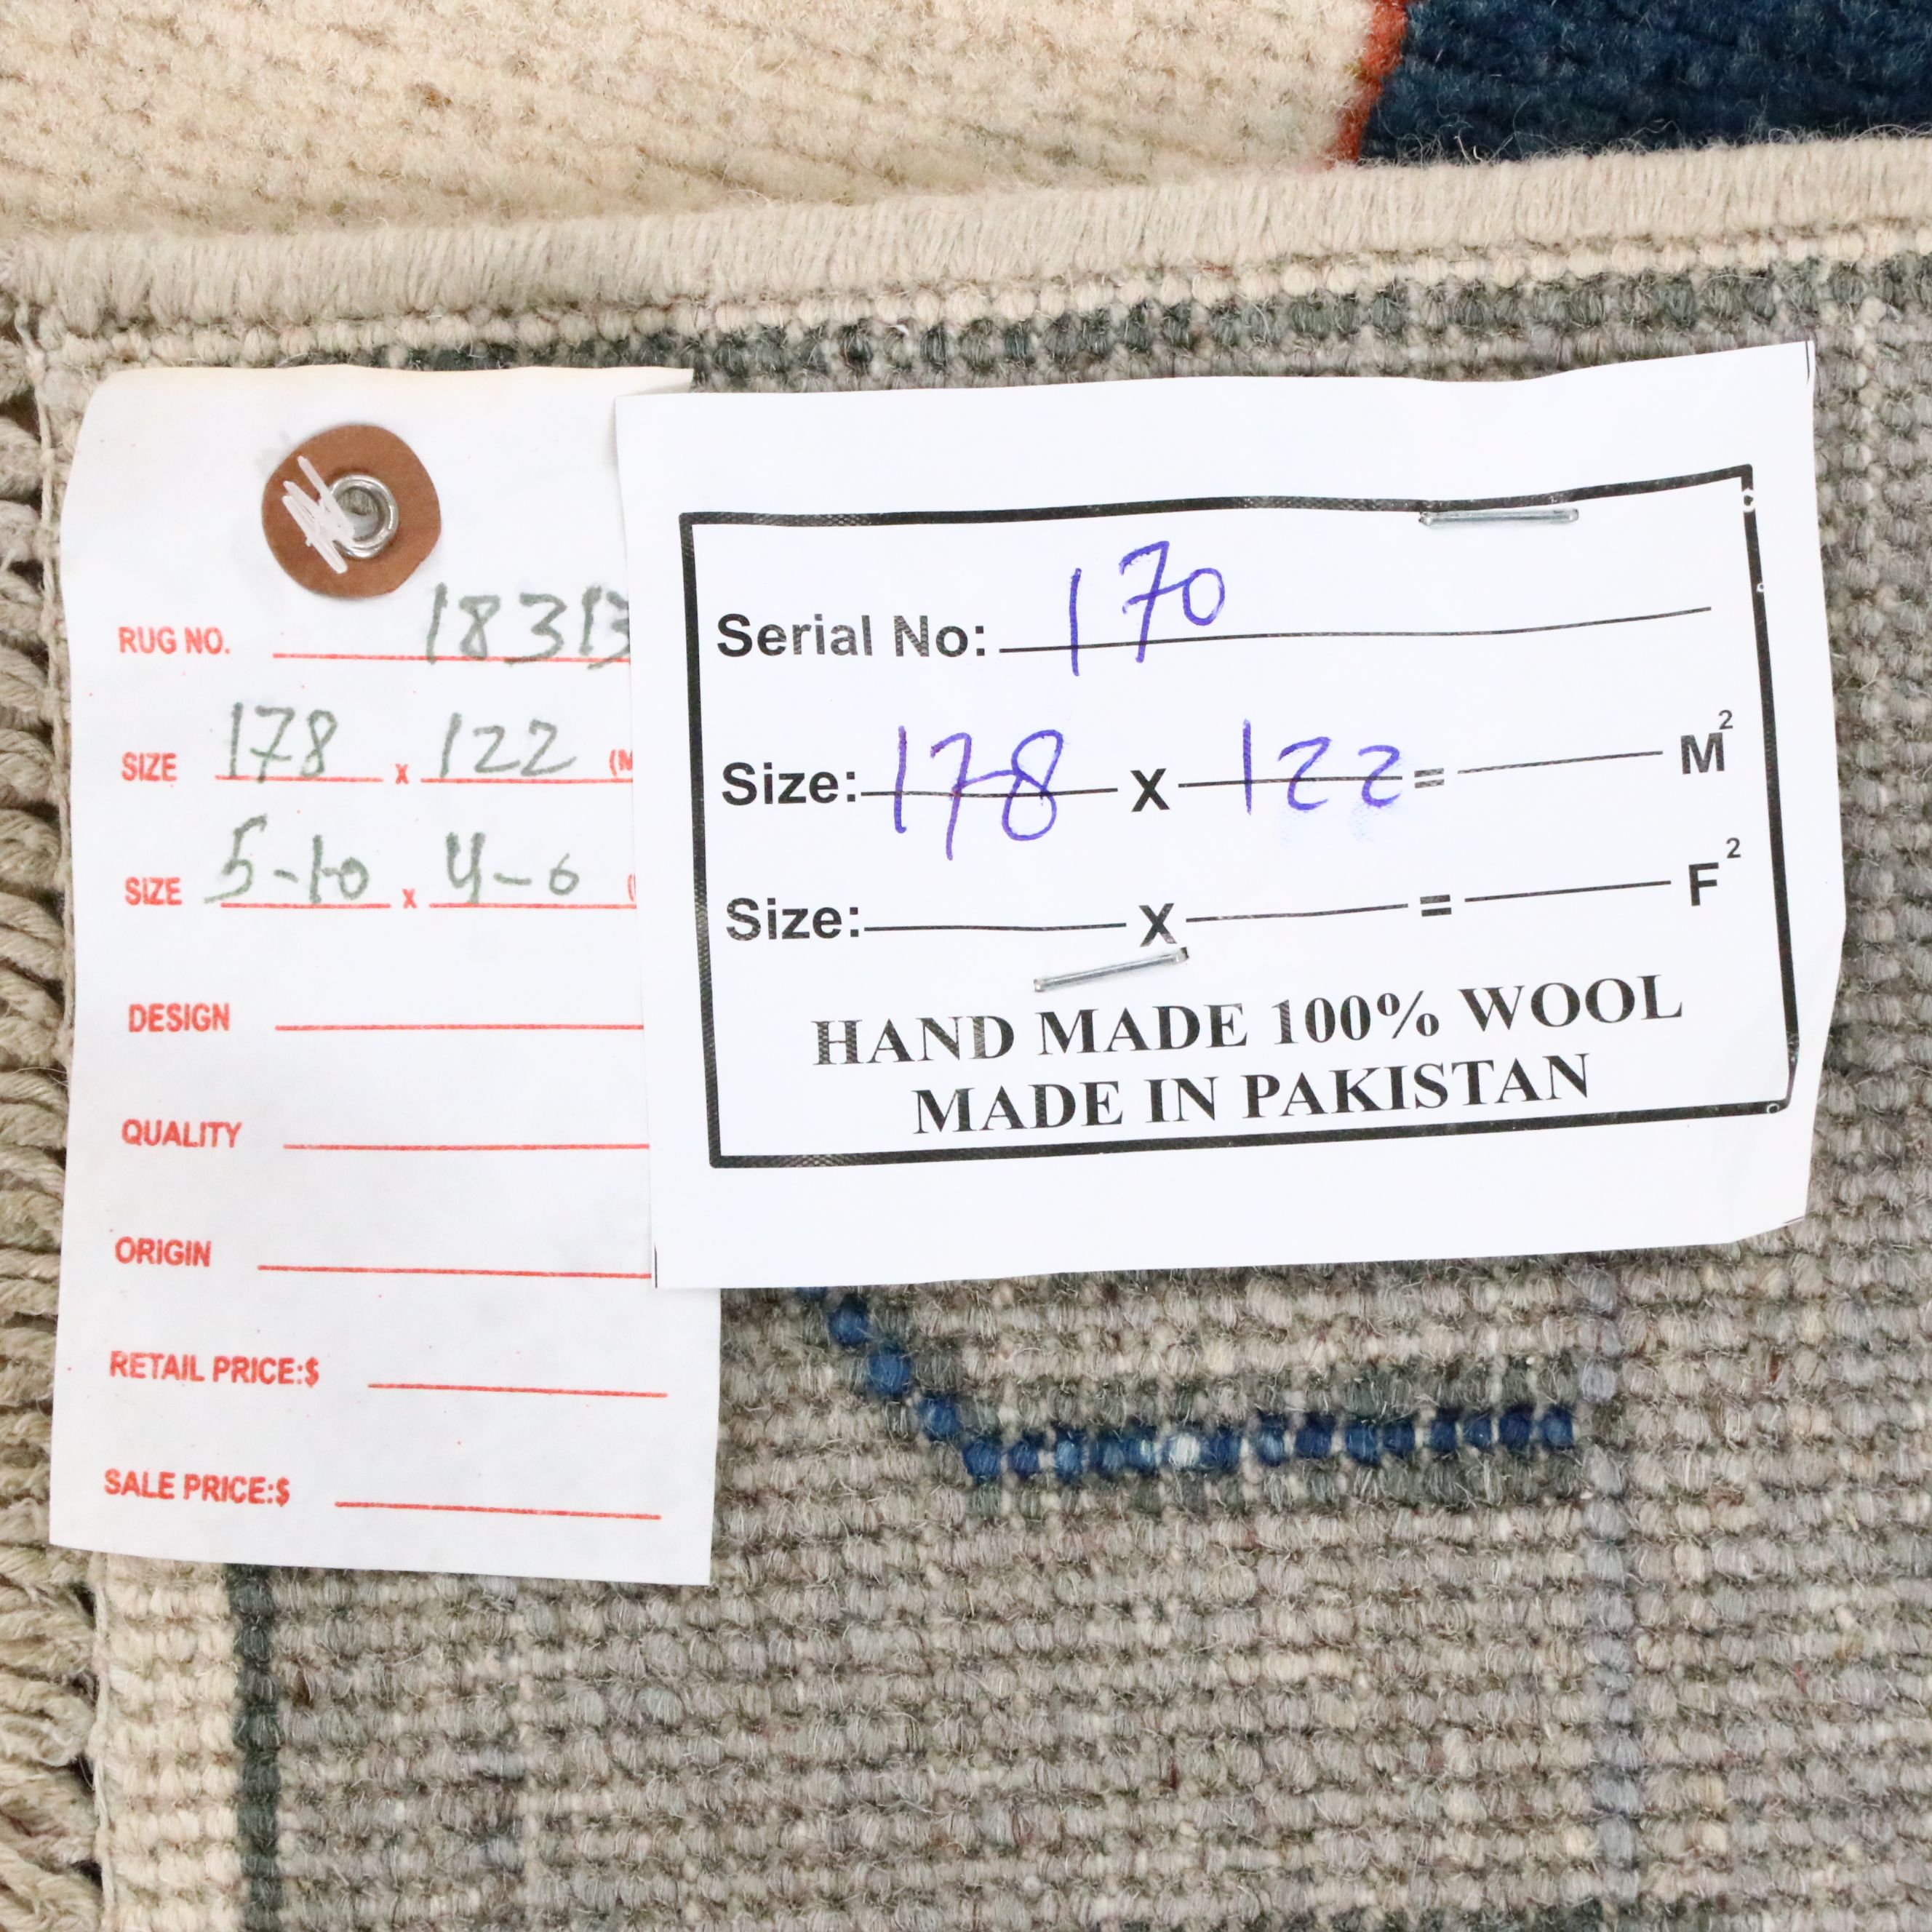 RUG NO. 18313
SIZE 178 x 122 (M
SIZE 5-10 x 4-0 (
DESIGN
QUALITY
ORIGIN
RETAIL PRICE:$
SALE PRICE:$
Serial No: 170
Size: 178 X 122 = M²
Size: X = F²
HAND MADE 100% WOOL
MADE IN PAKISTAN